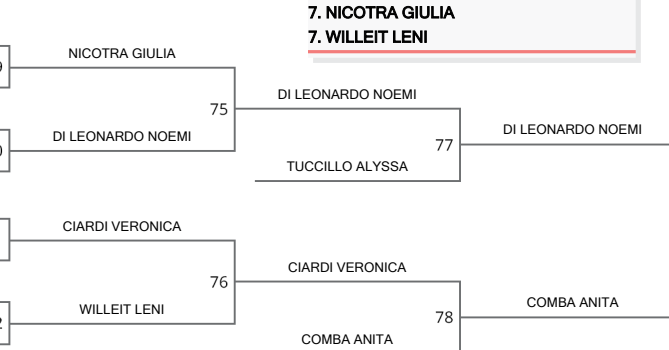 7. NICOTRA GIULIA
7. WILLEIT LENI
NICOTRA GIULIA
DI LEONARDO NOEMI
75
DI LEONARDO NOEMI
TUCCILLO ALYSSA
77
DI LEONARDO NOEMI
CIARDI VERONICA
WILLEIT LENI
76
CIARDI VERONICA
COMBA ANITA
78
COMBA ANITA